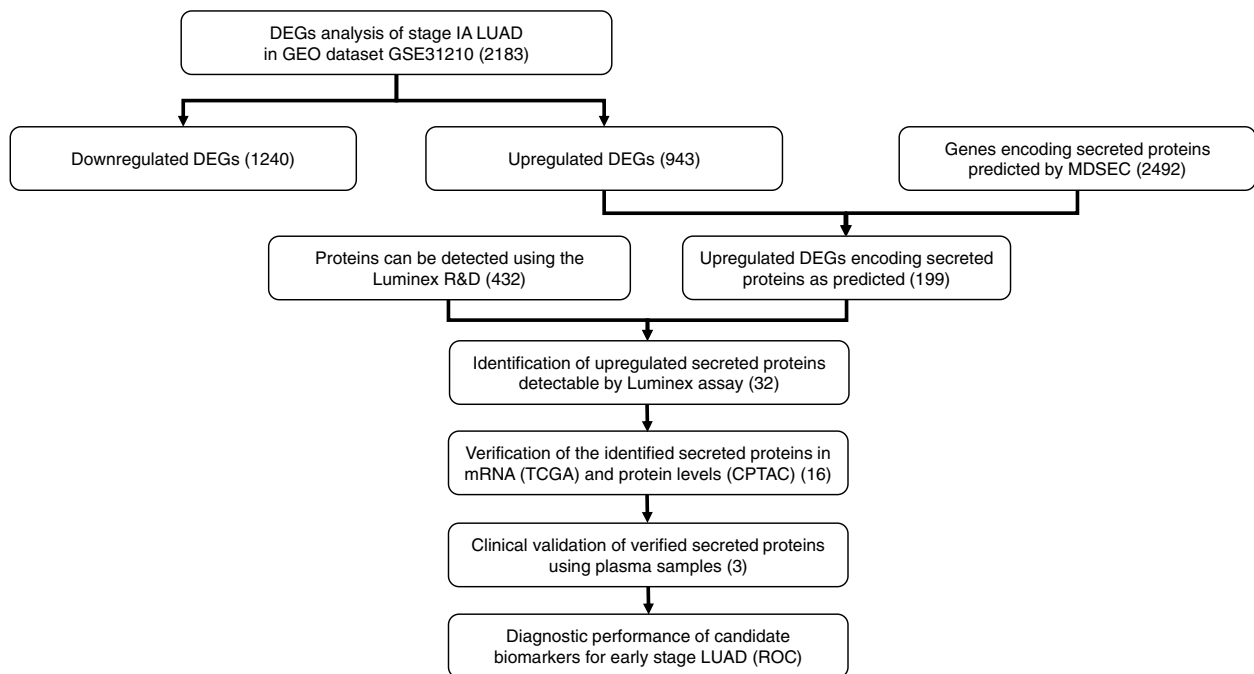 DEGs analysis of stage IA LUAD
in GEO dataset GSE31210 (2183)
Downregulated DEGs (1240)
Upregulated DEGs (943)
Genes encoding secreted proteins
predicted by MDSEC (2492)
Proteins can be detected using the
Luminex R&D (432)
Upregulated DEGs encoding secreted
proteins as predicted (199)
Identification of upregulated secreted proteins
detectable by Luminex assay (32)
Verification of the identified secreted proteins in
mRNA (TCGA) and protein levels (CPTAC) (16)
Clinical validation of verified secreted proteins
using plasma samples (3)
Diagnostic performance of candidate
biomarkers for early stage LUAD (ROC)